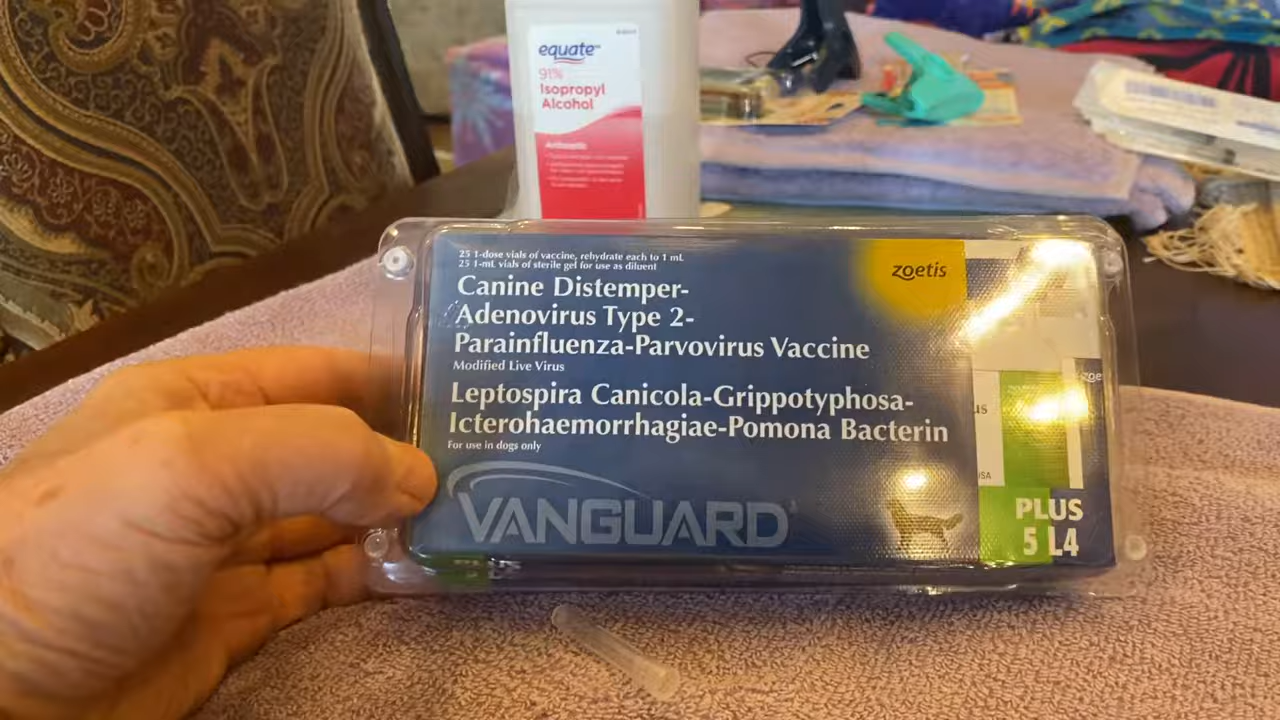 equate
91%
Isopropyl
Alcohol
Antiseptic
25 1-dose vials of vaccine, rehydrate each to 1 mL
25 1-mL vials of sterile gel for use as diluent
zoetis
Canine Distemper-
Adenovirus Type 2-
Parainfluenza-Parvovirus Vaccine
Modified Live Virus
Leptospira Canicola-Grippotyphosa-
Icterohaemorrhagiae-Pomona Bacterin
For use in dogs only
VANGUARD
PLUS
5 L4